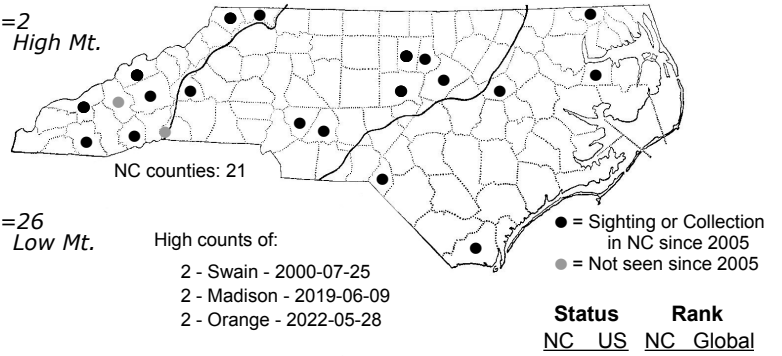 =2
High Mt.
NC counties: 21
=26
Low Mt.
High counts of:
2 - Swain - 2000-07-25
2 - Madison - 2019-06-09
2 - Orange - 2022-05-28
= Sighting or Collection
in NC since 2005
= Not seen since 2005
Status Rank
NC US NC Global